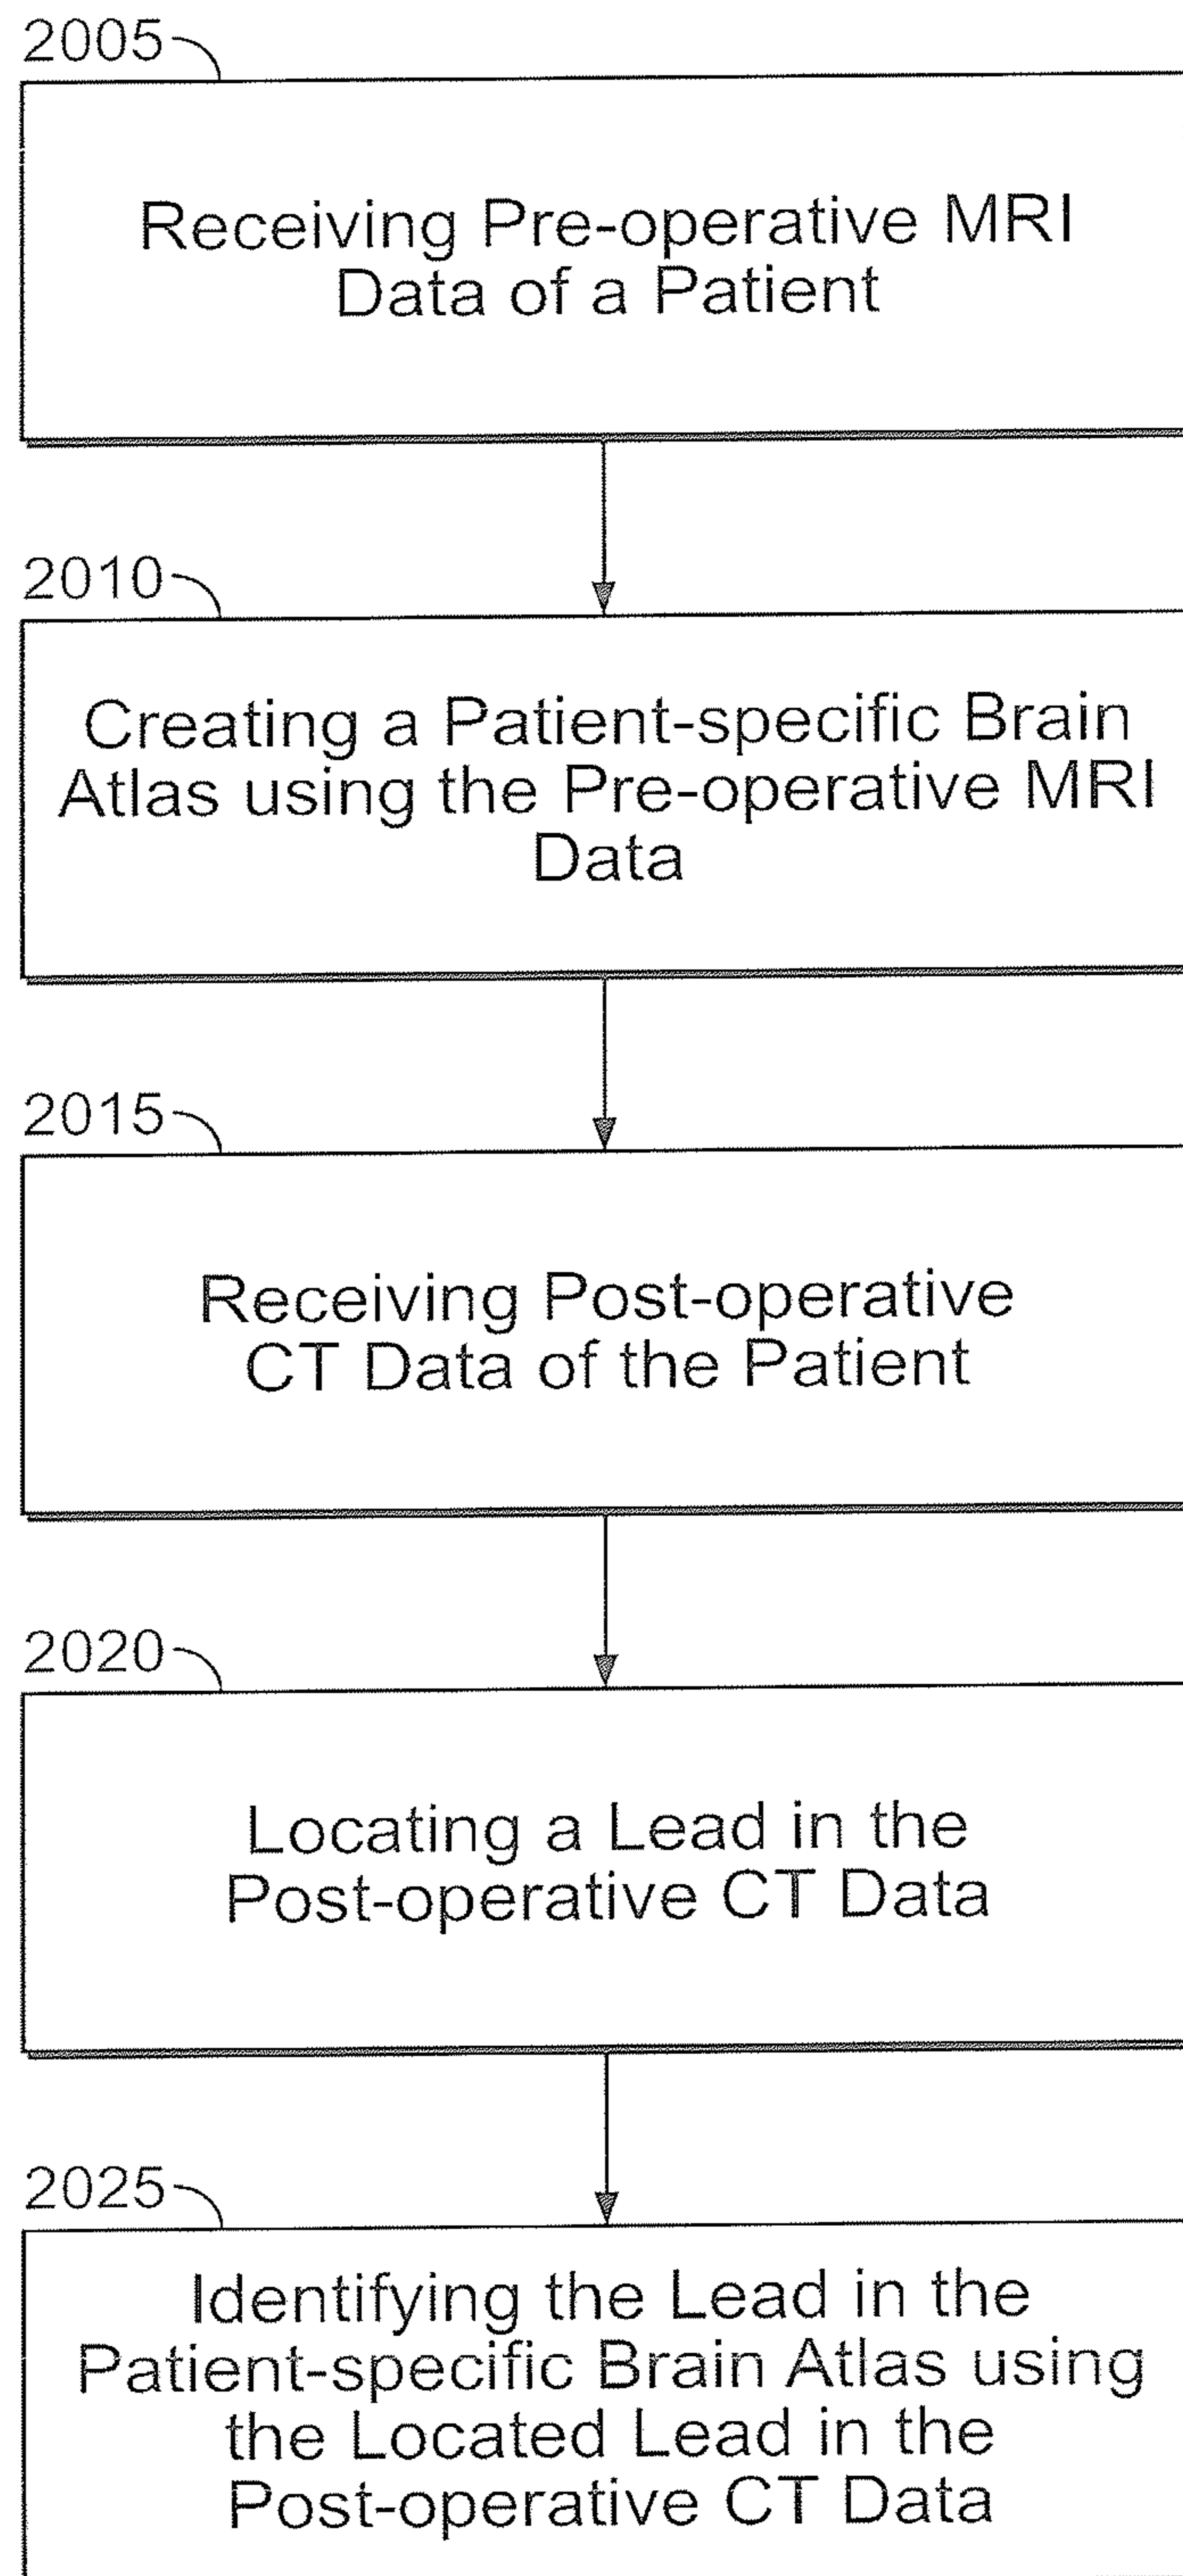 2005
Receiving Pre-operative MRI
Data of a Patient
2010
Creating a Patient-specific Brain
Atlas using the Pre-operative MRI
Data
2015
Receiving Post-operative
CT Data of the Patient
2020
Locating a Lead in the
Post-operative CT Data
2025
Identifying the Lead in the
Patient-specific Brain Atlas using
the Located Lead in the
Post-operative CT Data